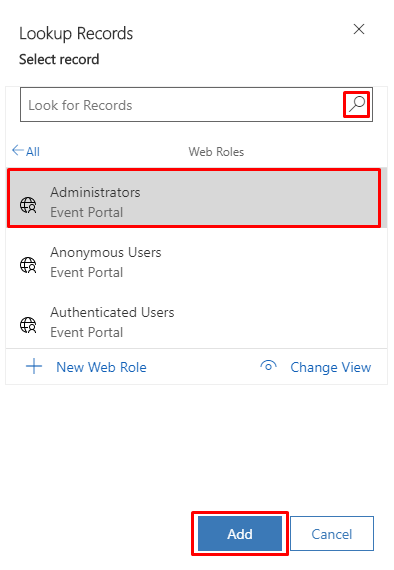 Lookup Records
Select record
Look for Records
All
Web Roles
Administrators
Event Portal
Anonymous Users
Event Portal
Authenticated Users
Event Portal
New Web Role
Change View
Add
Cancel